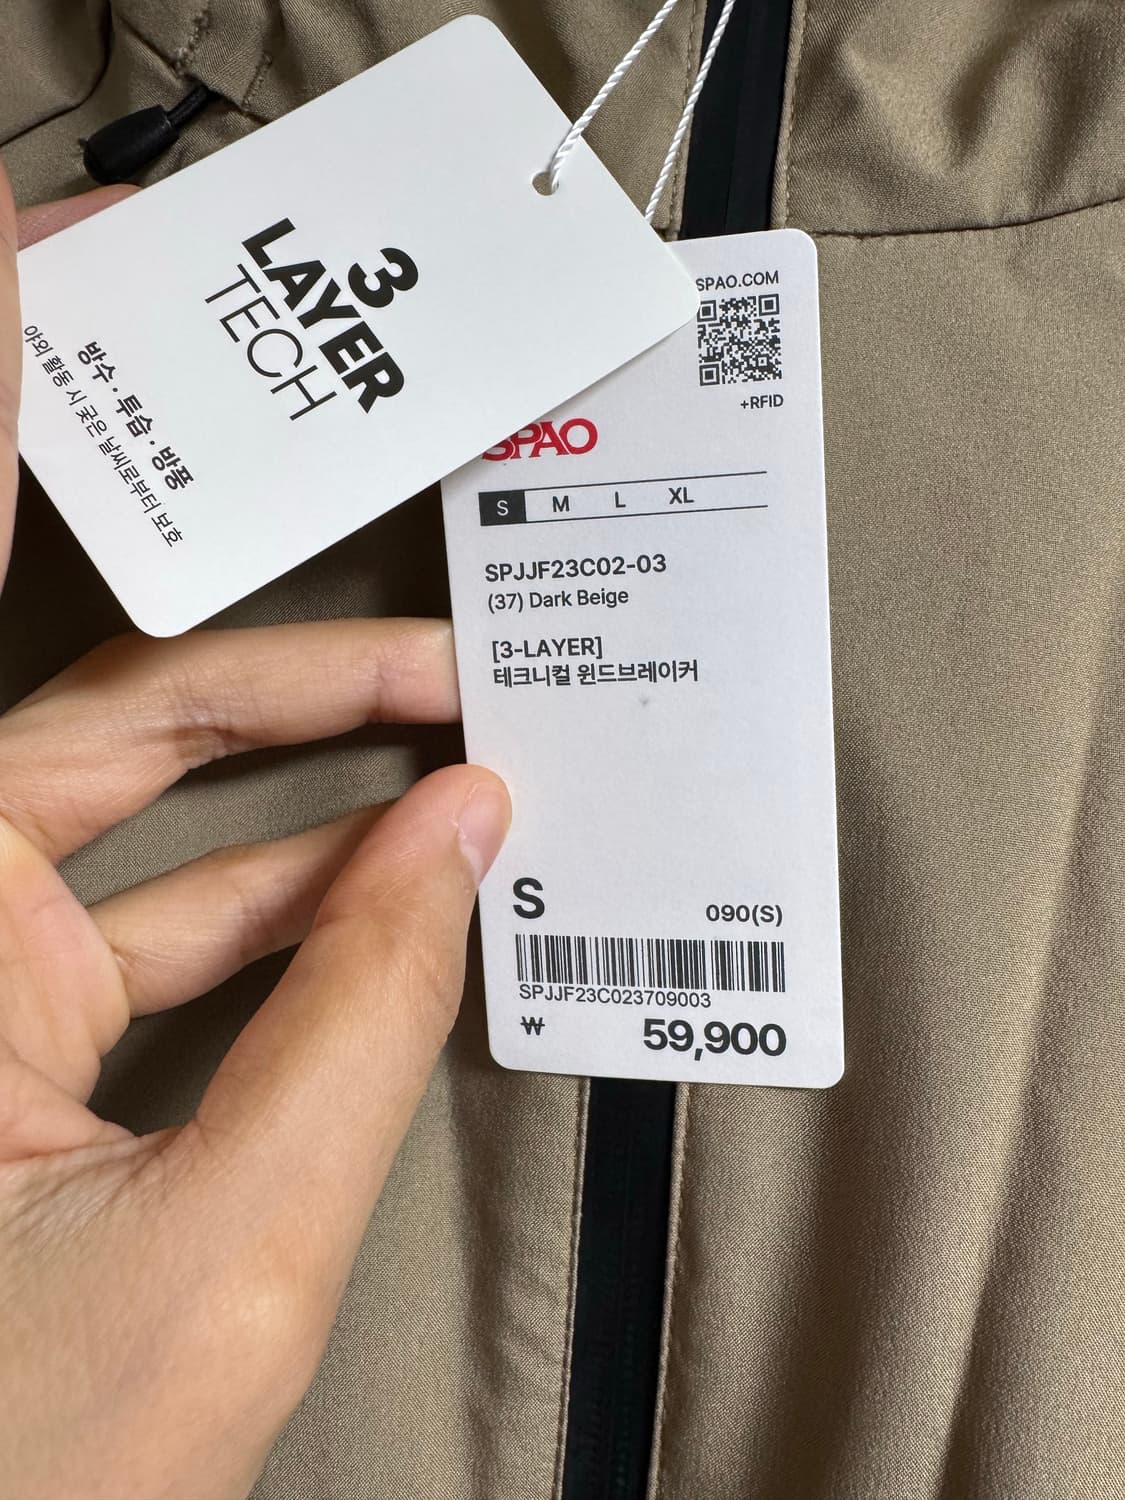 3
LAYER
TECH
방수·투습·방풍
야외 활동 시 궂은 날씨로부터 보호
SPAO.COM
+RFID
SPAO
S M L XL
SPJJF23C02-03
(37) Dark Beige
[3-LAYER]
테크니컬 윈드브레이커
S 090(S)
SPJJF23C023709003
₩ 59,900